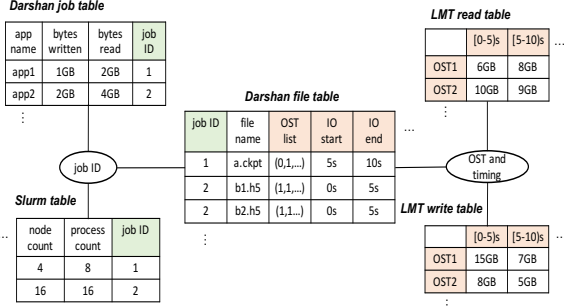 Darshan job table
app name bytes written bytes read job ID
app1 1GB 2GB 1
app2 2GB 4GB 2
⋮
LMT read table
[0-5)s [5-10)s ...
OST1 6GB 8GB
OST2 10GB 9GB
⋮
Darshan file table
job ID file name OST list IO start IO end ...
1 a.ckpt (0,1,...) 5s 10s
2 b1.h5 (1,1,...) 0s 5s
2 b2.h5 (1,1...) 0s 5s
⋮
job ID
OST and
timing
Slurm table
... node count process count job ID
4 8 1
16 16 2
LMT write table
[0-5)s [5-10)s ...
OST1 15GB 7GB
OST2 8GB 5GB
⋮